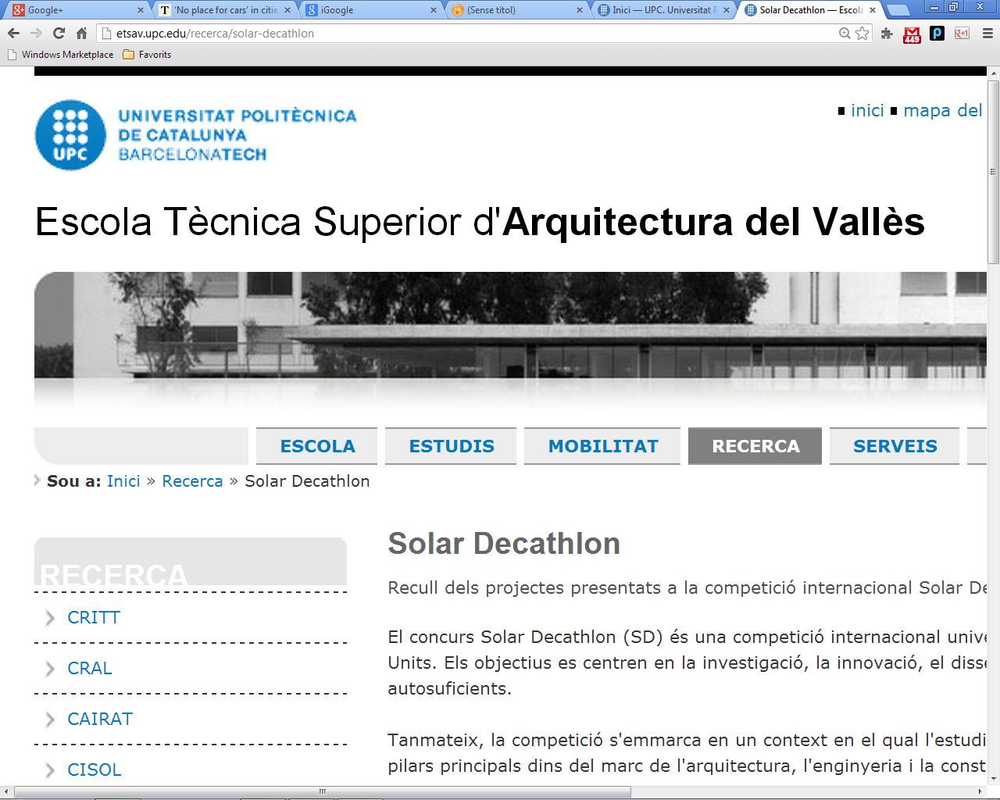 Google+
'No place for cars' in citie
iGoogle
(Sense títol)
Inici — UPC. Universitat P
Solar Decathlon — Escola
etsav.upc.edu/recerca/solar-decathlon
449
Windows Marketplace
Favorits
UPC
UNIVERSITAT POLITÈCNICA
DE CATALUNYA
BARCELONATECH
inici
mapa del
Escola Tècnica Superior d'Arquitectura del Vallès
ESCOLA
ESTUDIS
MOBILITAT
RECERCA
SERVEIS
Sou a: Inici » Recerca » Solar Decathlon
RECERCA
CRITT
CRAL
CAIRAT
CISOL
Solar Decathlon
Recull dels projectes presentats a la competició internacional Solar De
El concurs Solar Decathlon (SD) és una competició internacional unive
Units. Els objectius es centren en la investigació, la innovació, el disse
autosuficients.
Tanmateix, la competició s'emmarca en un context en el qual l'estudi
pilars principals dins del marc de l'arquitectura, l'enginyeria i la const